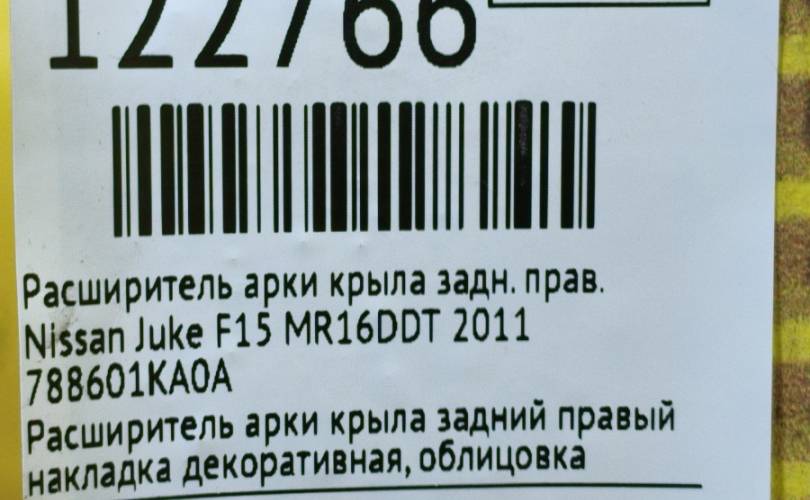 122766
Расширитель арки крыла задн. прав.
Nissan Juke F15 MR16DDT 2011
788601KA0A
Расширитель арки крыла задний правый
накладка декоративная, облицовка